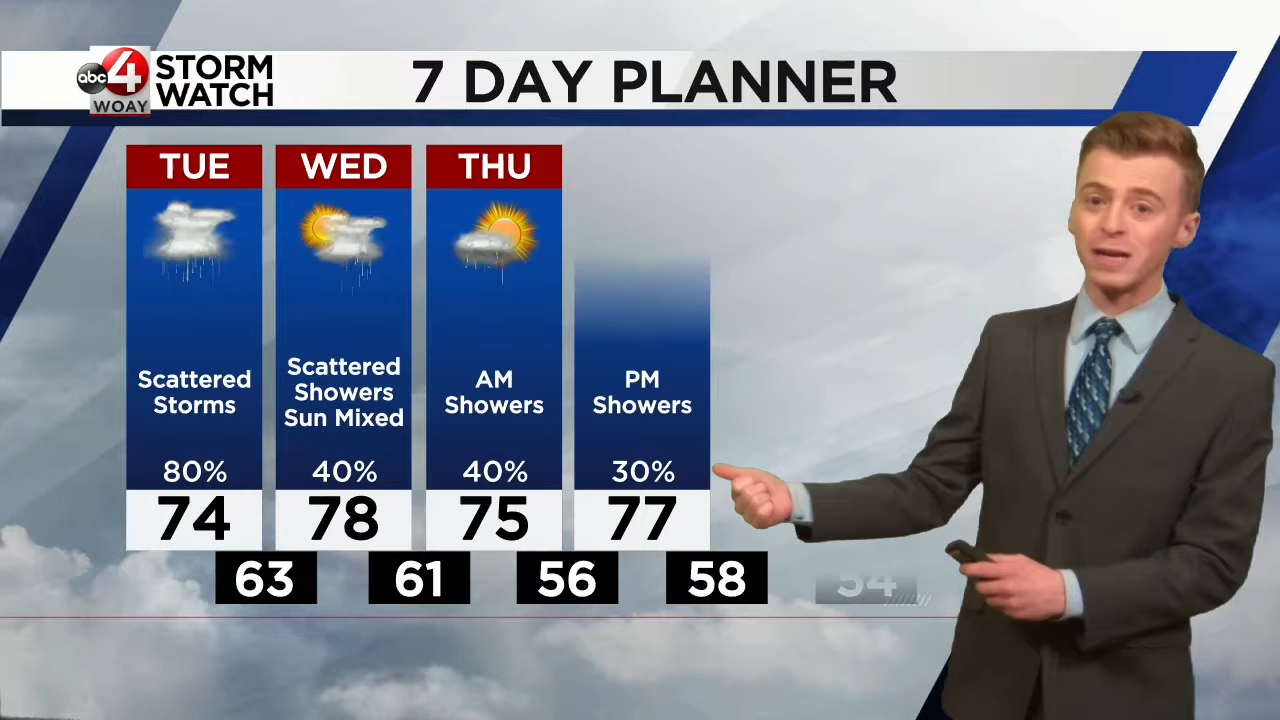 abc 4
WOAY
STORM
WATCH
7 DAY PLANNER
TUE
Scattered
Storms
80%
74
63
WED
Scattered
Showers
Sun Mixed
40%
78
61
THU
AM
Showers
40%
75
56
PM
Showers
30%
77
58
54